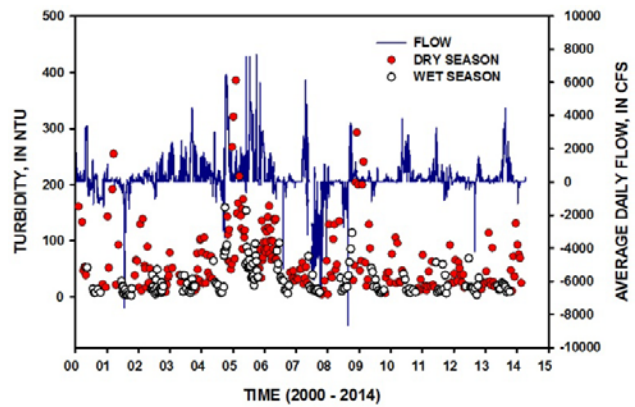 500
400
300
200
100
0
TURBIDITY, IN NTU
FLOW
DRY SEASON
WET SEASON
10000
8000
6000
4000
2000
0
-2000
-4000
-6000
-8000
-10000
AVERAGE DAILY FLOW, IN CFS
00 01 02 03 04 05 06 07 08 09 10 11 12 13 14 15
TIME (2000 - 2014)